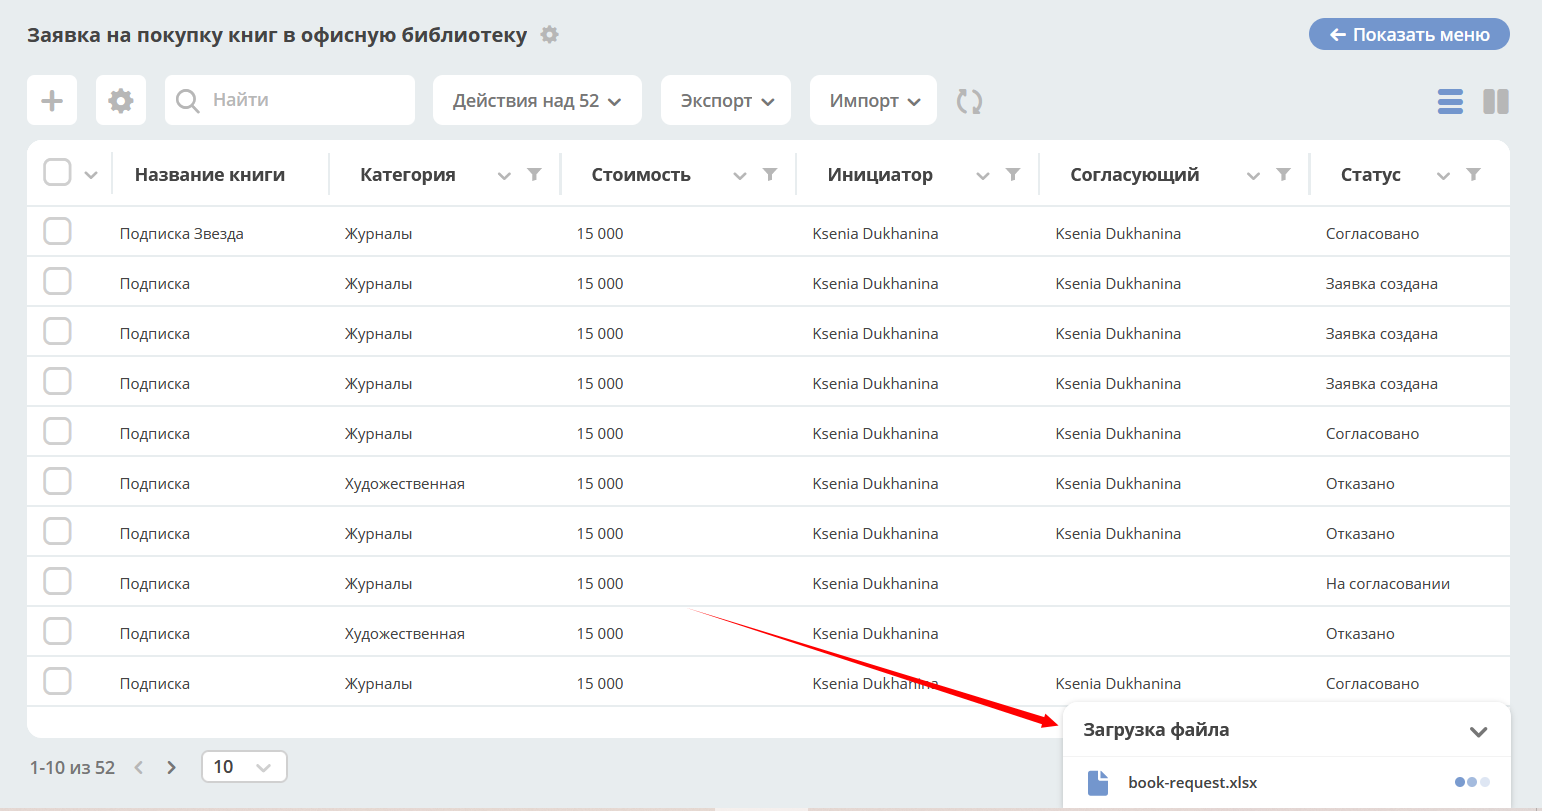 Заявка на покупку книг в офисную библиотеку
Показать меню
Найти
Действия над 52
Экспорт
Импорт
Название книги Категория Стоимость Инициатор Согласующий Статус
Подписка Звезда Журналы 15 000 Ksenia Dukhanina Ksenia Dukhanina Согласовано
Подписка Журналы 15 000 Ksenia Dukhanina Ksenia Dukhanina Заявка создана
Подписка Журналы 15 000 Ksenia Dukhanina Ksenia Dukhanina Заявка создана
Подписка Журналы 15 000 Ksenia Dukhanina Ksenia Dukhanina Заявка создана
Подписка Журналы 15 000 Ksenia Dukhanina Ksenia Dukhanina Согласовано
Подписка Художественная 15 000 Ksenia Dukhanina Ksenia Dukhanina Отказано
Подписка Журналы 15 000 Ksenia Dukhanina Ksenia Dukhanina Отказано
Подписка Журналы 15 000 Ksenia Dukhanina На согласовании
Подписка Художественная 15 000 Ksenia Dukhanina Отказано
Подписка Журналы 15 000 Ksenia Dukhanina Ksenia Dukhanina Согласовано
Загрузка файла
1-10 из 52
10
book-request.xlsx